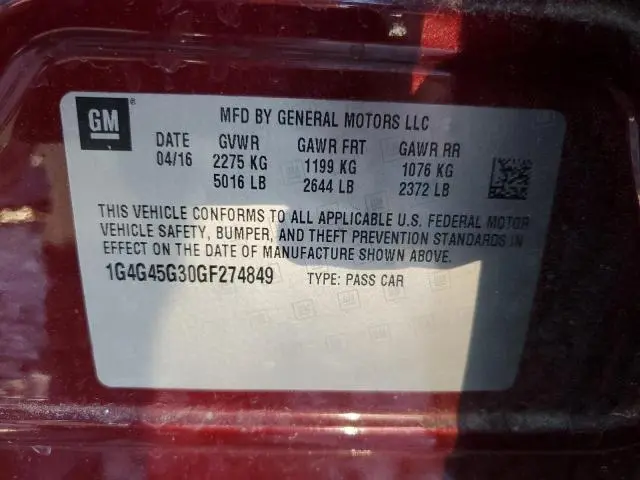 GM ®
MFD BY GENERAL MOTORS LLC
DATE GVWR GAWR FRT GAWR RR
04/16 2275 KG 1199 KG 1076 KG
5016 LB 2644 LB 2372 LB
THIS VEHICLE CONFORMS TO ALL APPLICABLE U.S. FEDERAL MOTOR
VEHICLE SAFETY, BUMPER, AND THEFT PREVENTION STANDARDS IN
EFFECT ON THE DATE OF MANUFACTURE SHOWN ABOVE.
1G4G45G30GF274849 TYPE: PASS CAR